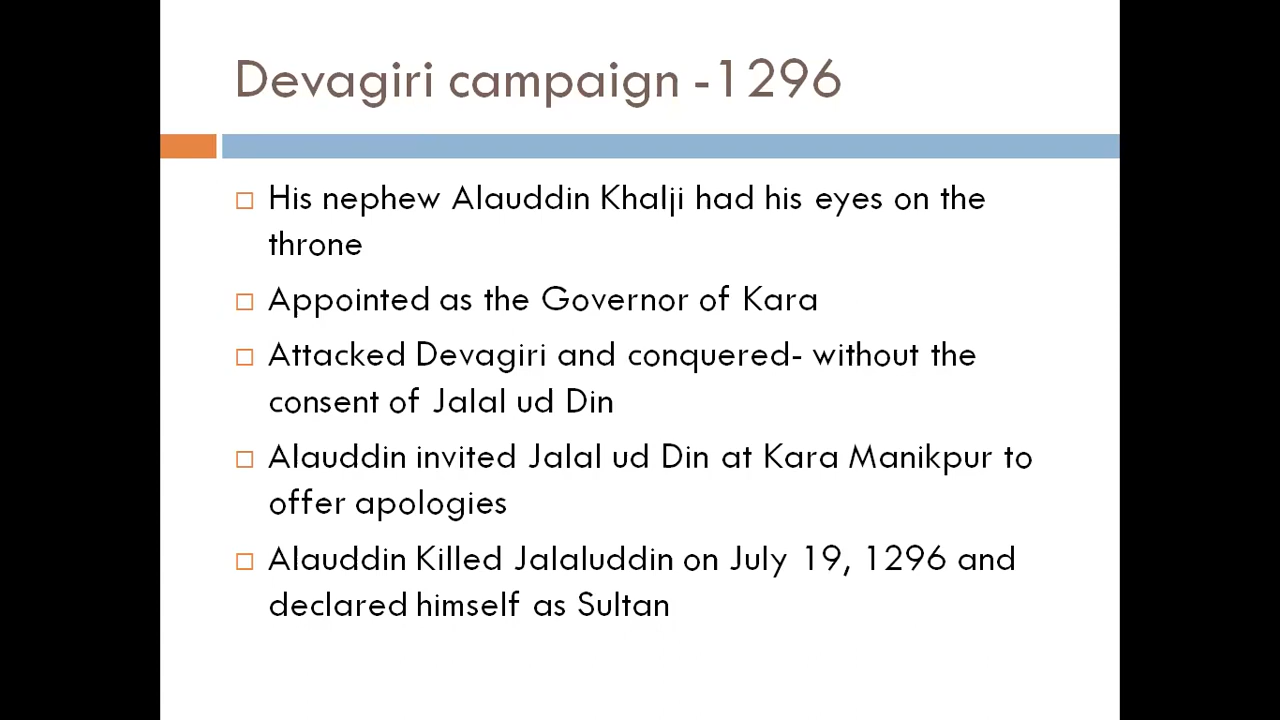 Devagiri campaign -1296
His nephew Alauddin Khalji had his eyes on the
throne
Appointed as the Governor of Kara
Attacked Devagiri and conquered- without the
consent of Jalal ud Din
Alauddin invited Jalal ud Din at Kara Manikpur to
offer apologies
Alauddin Killed Jalaluddin on July 19, 1296 and
declared himself as Sultan